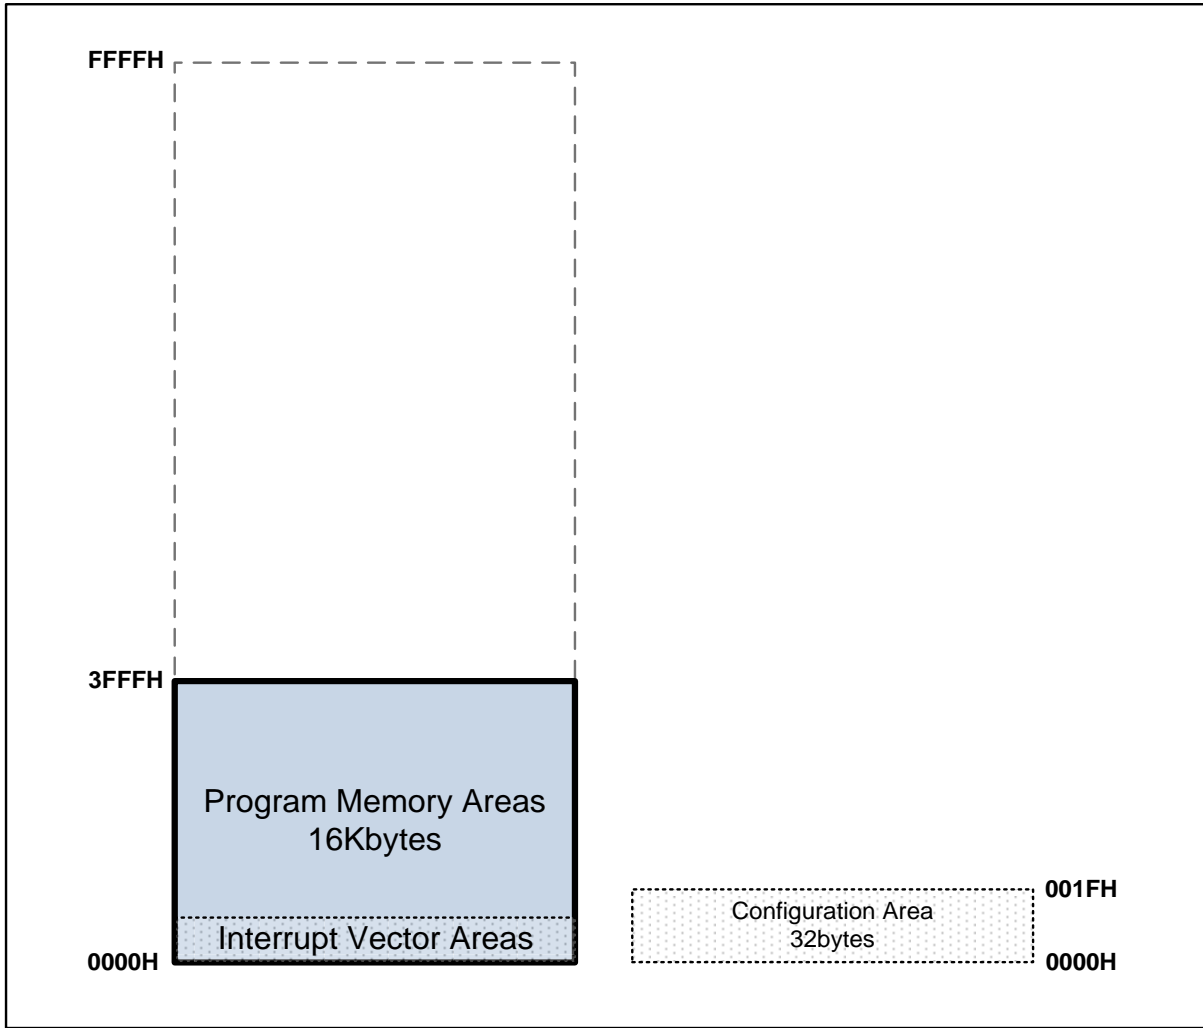 FFFFH
3FFFH
Program Memory Areas
16Kbytes
Interrupt Vector Areas
0000H
001FH
Configuration Area
32bytes
0000H